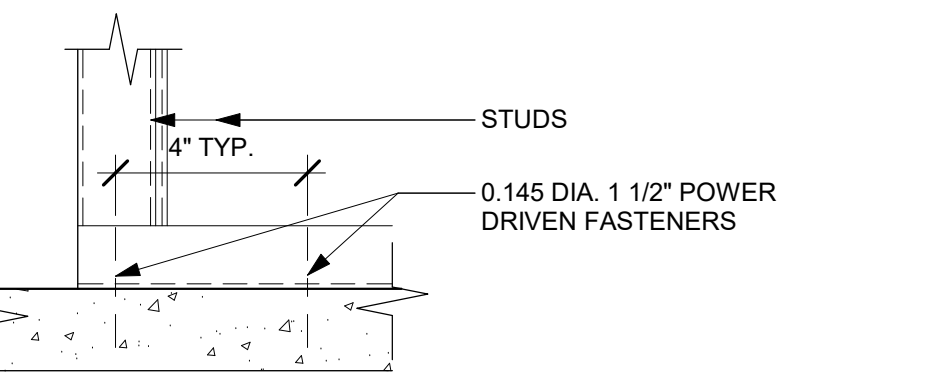 STUDS
4" TYP.
0.145 DIA. 1 1/2" POWER
DRIVEN FASTENERS